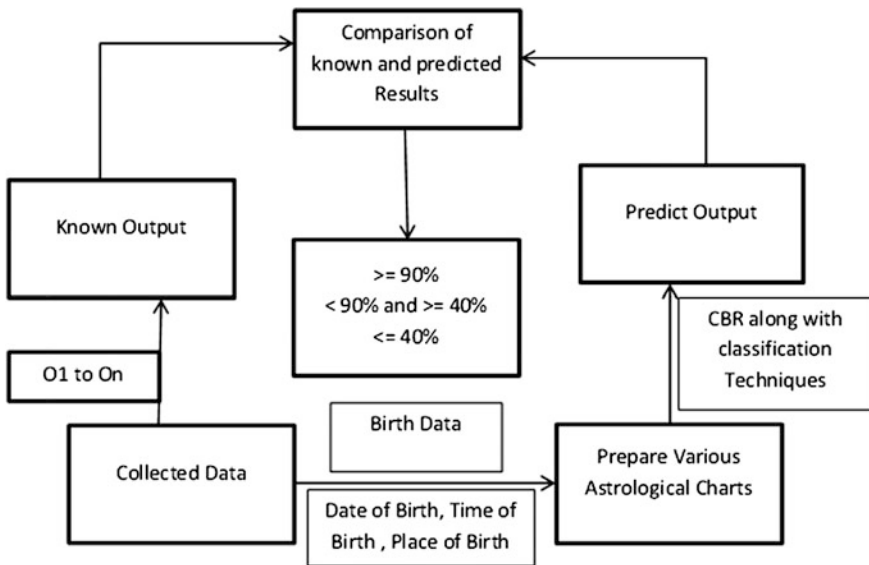 Comparison of
known and predicted
Results
Known Output
Predict Output
>= 90%
< 90% and >= 40%
<= 40%
CBR along with
classification
Techniques
O1 to On
Birth Data
Collected Data
Prepare Various
Astrological Charts
Date of Birth, Time of
Birth , Place of Birth